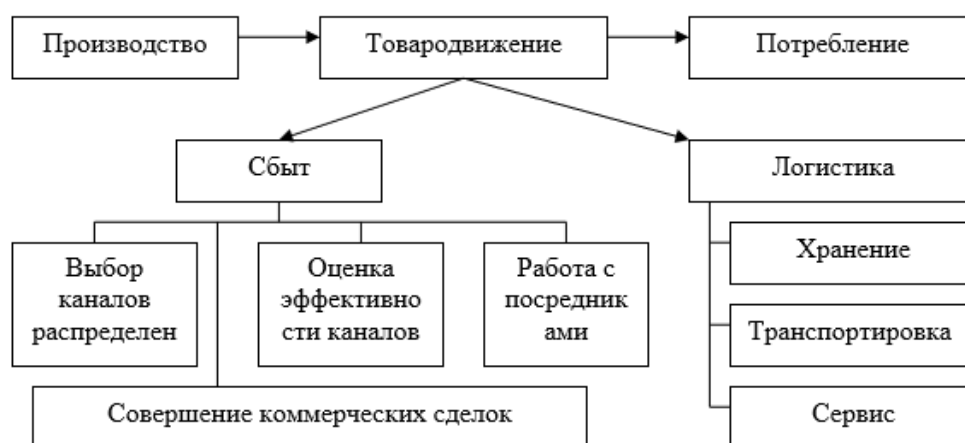 Производство
Товародвижение
Потребление
Сбыт
Логистика
Выбор
каналов
распределен
Оценка
эффективно
сти каналов
Работа с
посредник
ами
Хранение
Транспортировка
Сервис
Совершение коммерческих сделок